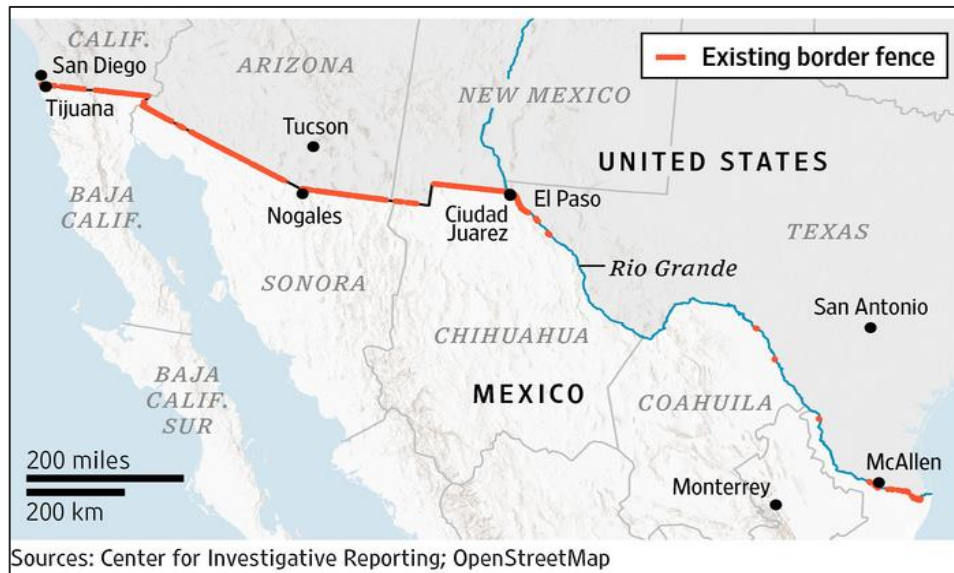 CALIF.
San Diego
Tijuana
ARIZONA
Tucson
NEW MEXICO
Existing border fence
UNITED STATES
BAJA
CALIF.
Nogales
Ciudad
Juarez
El Paso
TEXAS
SONORA
Rio Grande
San Antonio
CHIHUAHUA
MEXICO
COAHUILA
BAJA
CALIF.
SUR
200 miles
200 km
Monterrey
McAllen
Sources: Center for Investigative Reporting; OpenStreetMap